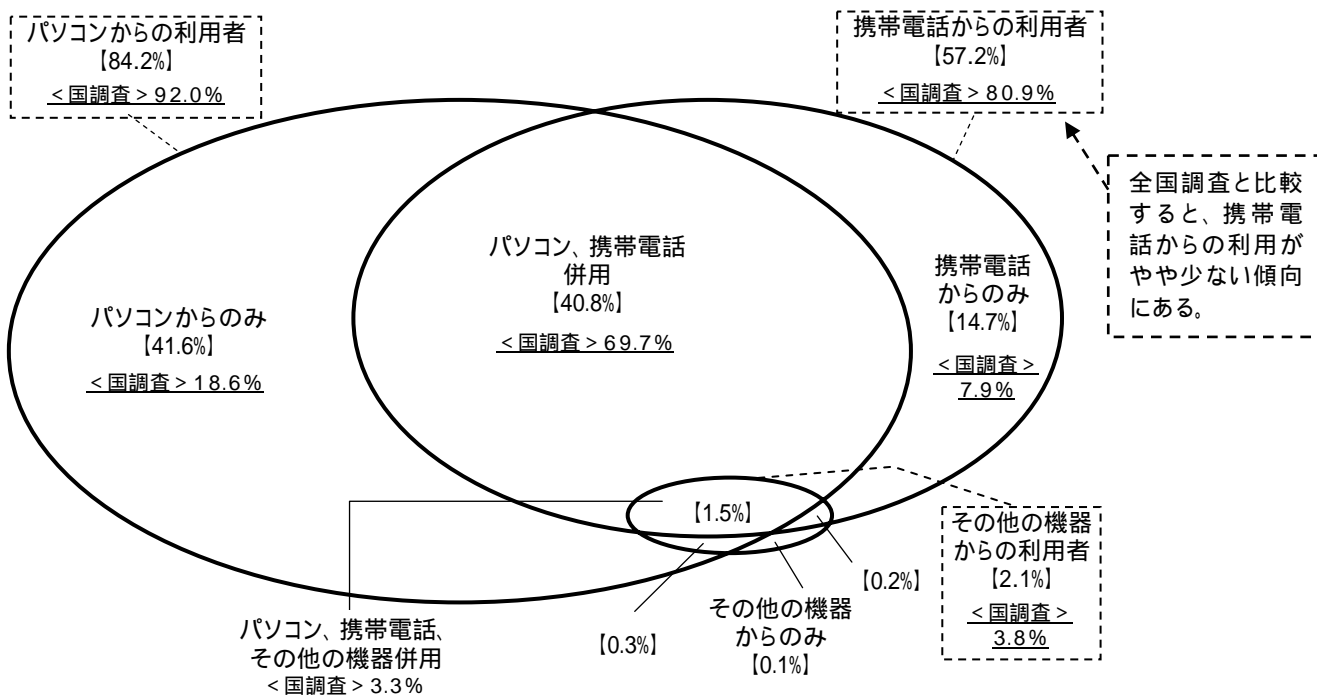 パソコンからの利用者
【84.2%】
<国調査>92.0%
携帯電話からの利用者
【57.2%】
<国調査>80.9%
全国調査と比較
すると、携帯電
話からの利用が
やや少ない傾向
にある。
パソコン、携帯電話
併用
【40.8%】
<国調査>69.7%
携帯電話
からのみ
【14.7%】
<国調査>
7.9%
パソコンからのみ
【41.6%】
<国調査>18.6%
【1.5%】
その他の機器
からの利用者
【2.1%】
<国調査>
3.8%
【0.2%】
その他の機器
からのみ
【0.1%】
【0.3%】
パソコン、携帯電話、
その他の機器併用
<国調査>3.3%